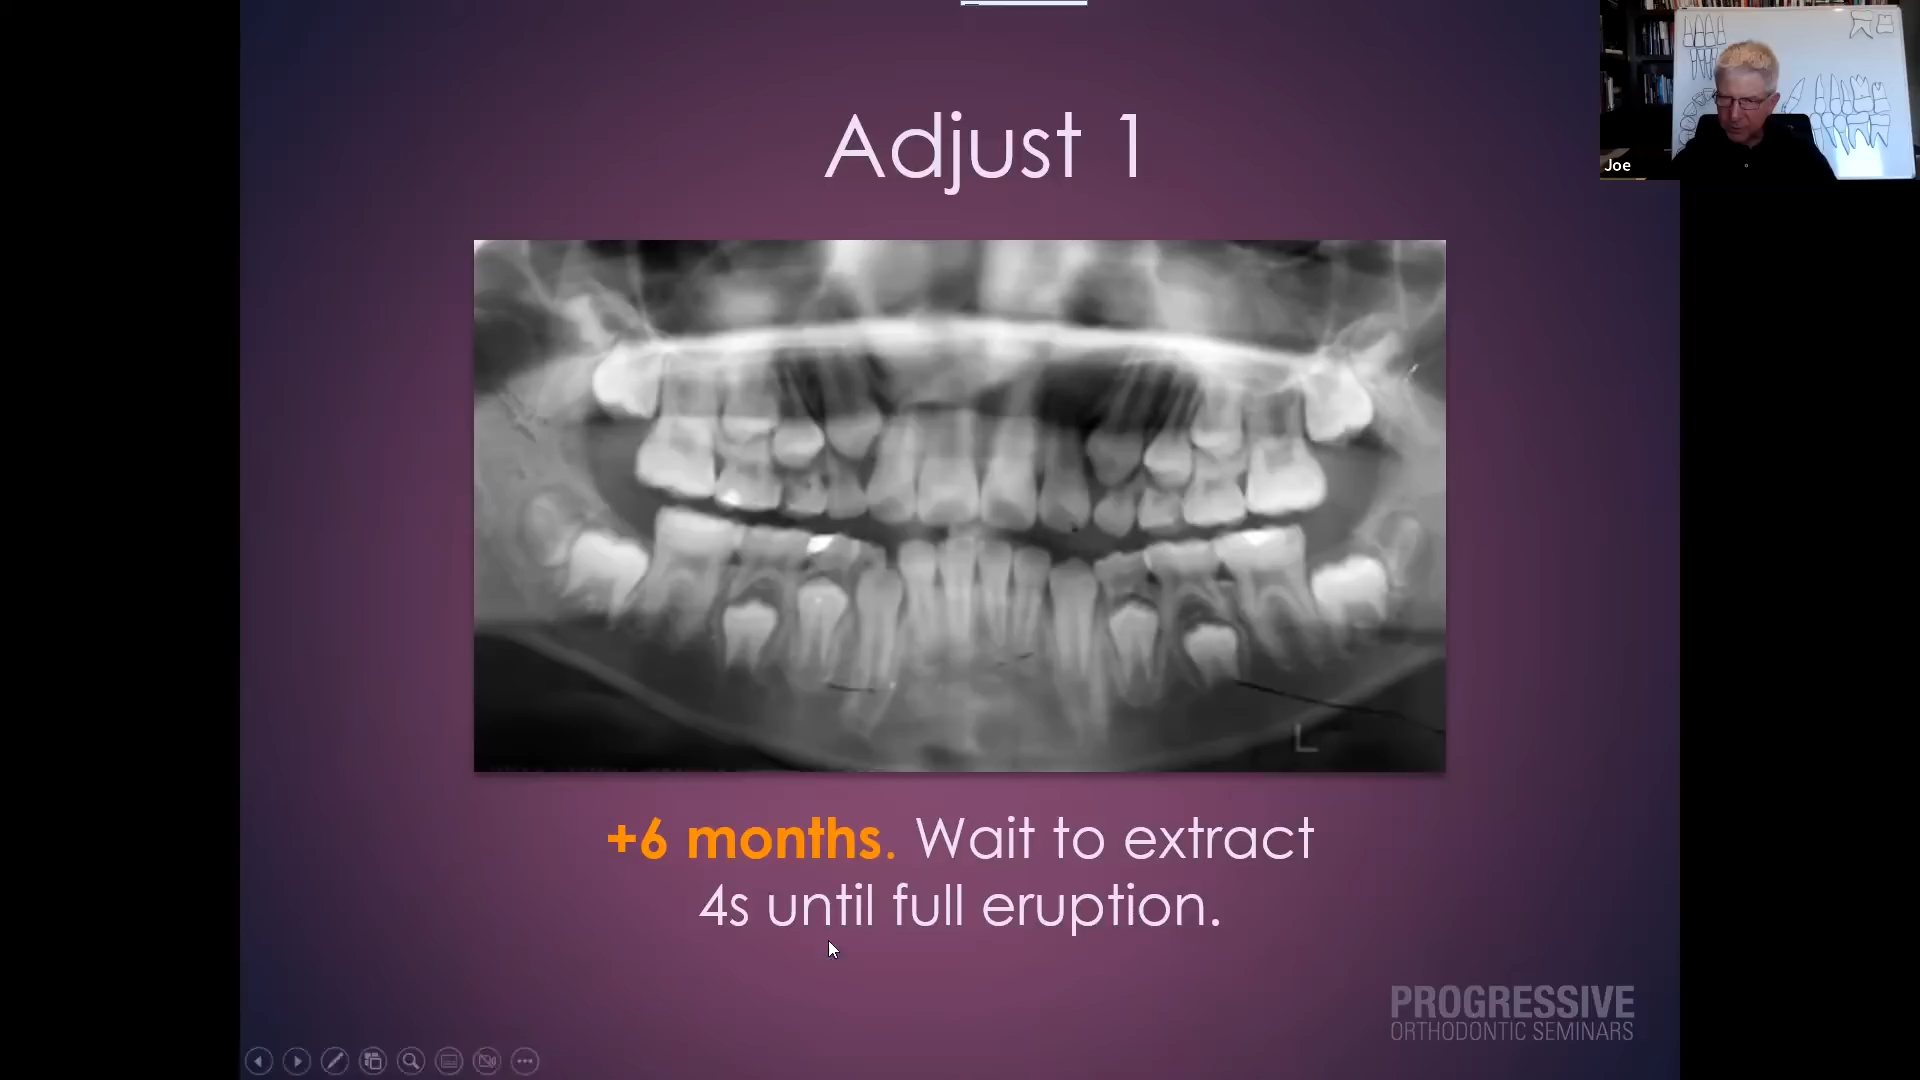 Adjust 1
Joe
L
+6 months. Wait to extract
4s until full eruption.
PROGRESSIVE
ORTHODONTIC SEMINARS